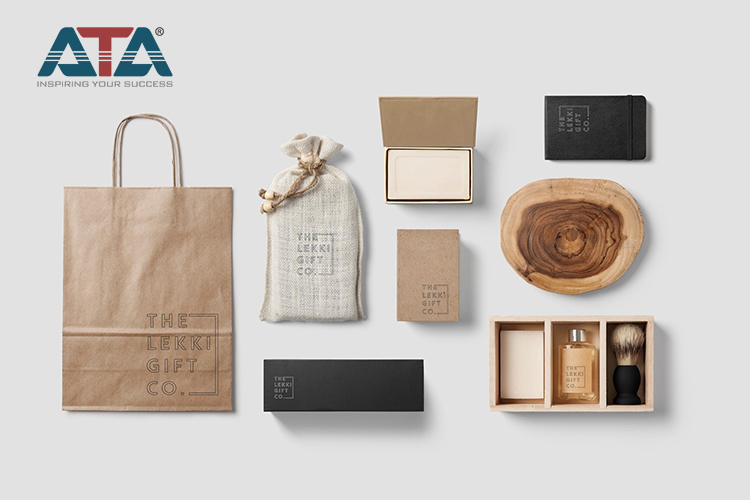 ATA®
INSPIRING YOUR SUCCESS
THE
LEKKI
GIFT
CO.
THE
LEKKI
GIFT
CO.
THE
LEKKI
GIFT
CO.
THE
LEKKI
GIFT
CO.
THE
LEKKI
GIFT
CO.
THE
LEKKI
GIFT
CO.